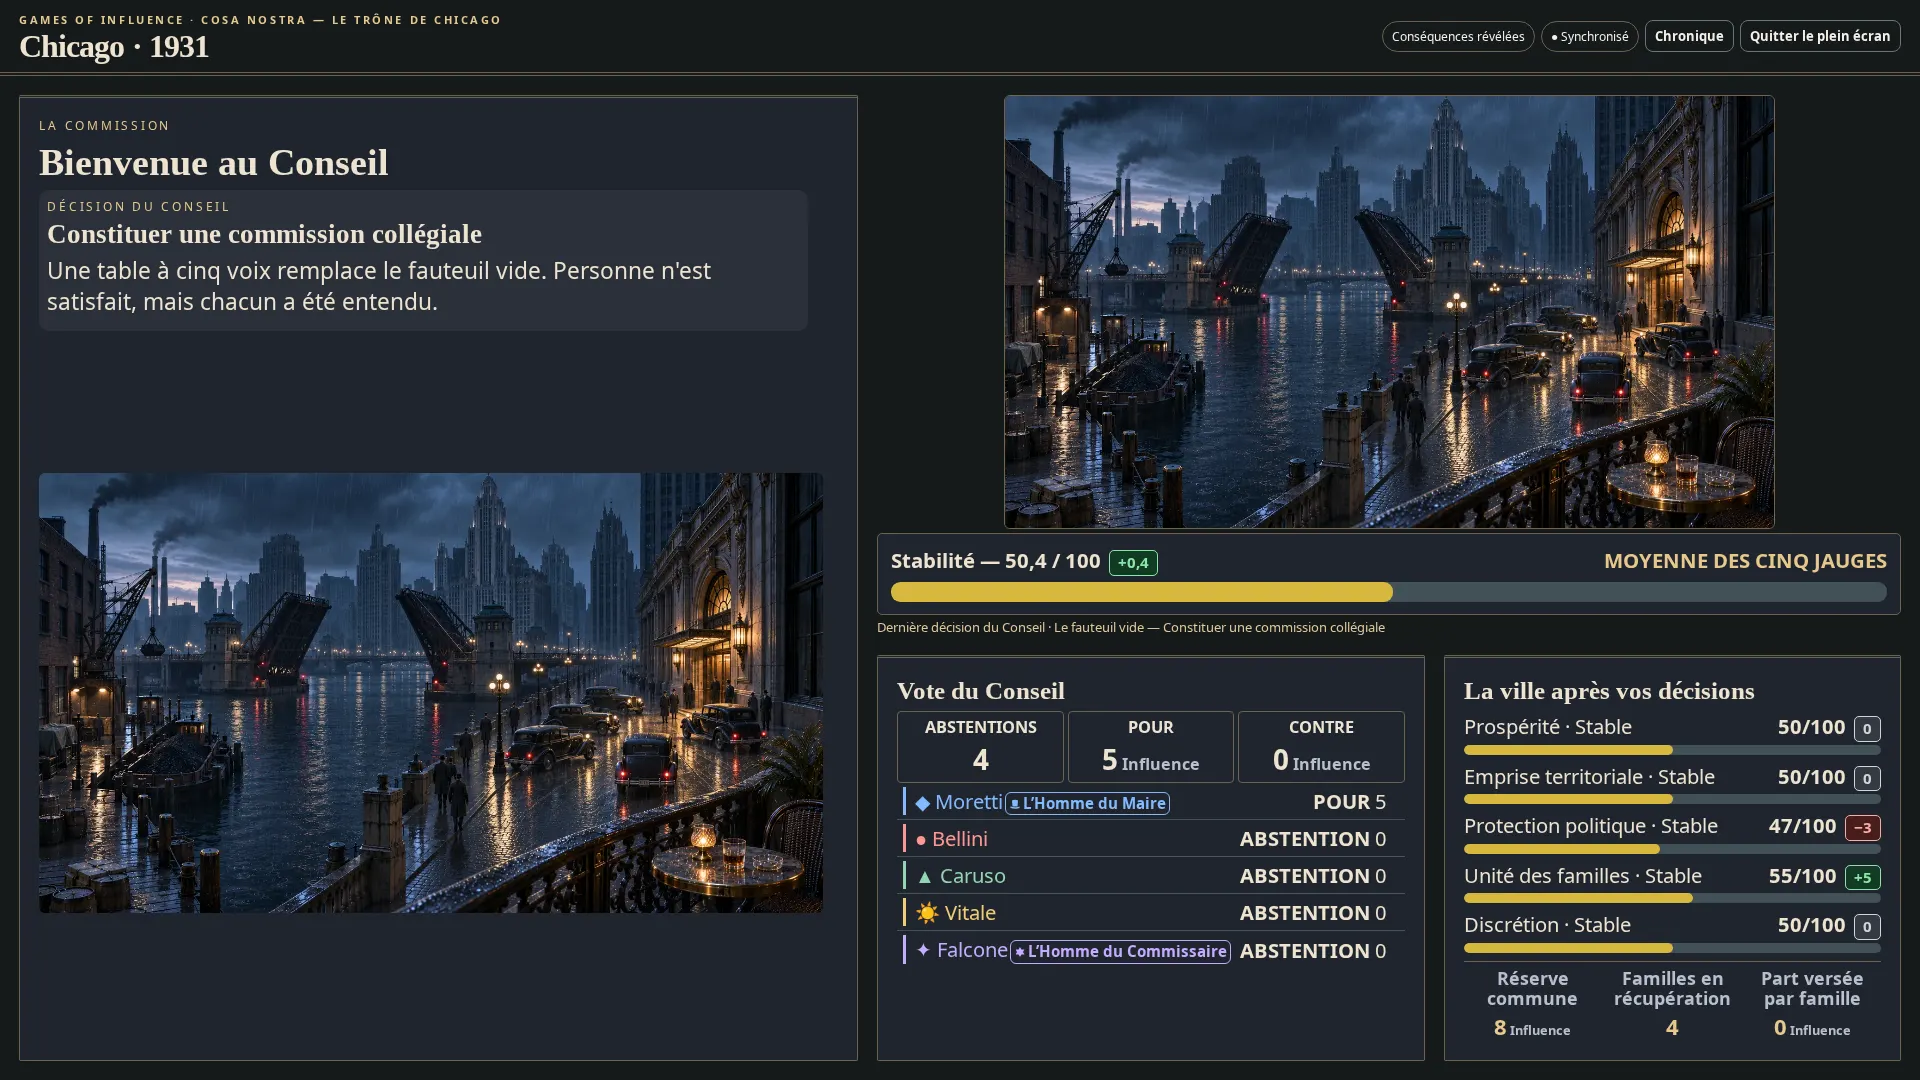 GAMES OF INFLUENCE · COSA NOSTRA — LE TRÔNE DE CHICAGO
Chicago · 1931
Conséquences révélées
● Synchronisé
Chronique
Quitter le plein écran
LA COMMISSION
Bienvenue au Conseil
DÉCISION DU CONSEIL
Constituer une commission collégiale
Une table à cinq voix remplace le fauteuil vide. Personne n'est
satisfait, mais chacun a été entendu.
Stabilité — 50,4 / 100 +0,4
MOYENNE DES CINQ JAUGES
Dernière décision du Conseil · Le fauteuil vide — Constituer une commission collégiale
Vote du Conseil
ABSTENTIONS
4
POUR
5 Influence
CONTRE
0 Influence
◆ Moretti L’Homme du Maire POUR 5
● Bellini ABSTENTION 0
▲ Caruso ABSTENTION 0
☀ Vitale ABSTENTION 0
✦ Falcone L’Homme du Commissaire ABSTENTION 0
La ville après vos décisions
Prospérité · Stable 50/100 0
Emprise territoriale · Stable 50/100 0
Protection politique · Stable 47/100 −3
Unité des familles · Stable 55/100 +5
Discrétion · Stable 50/100 0
Réserve
commune
8 Influence
Familles en
récupération
4
Part versée
par famille
0 Influence